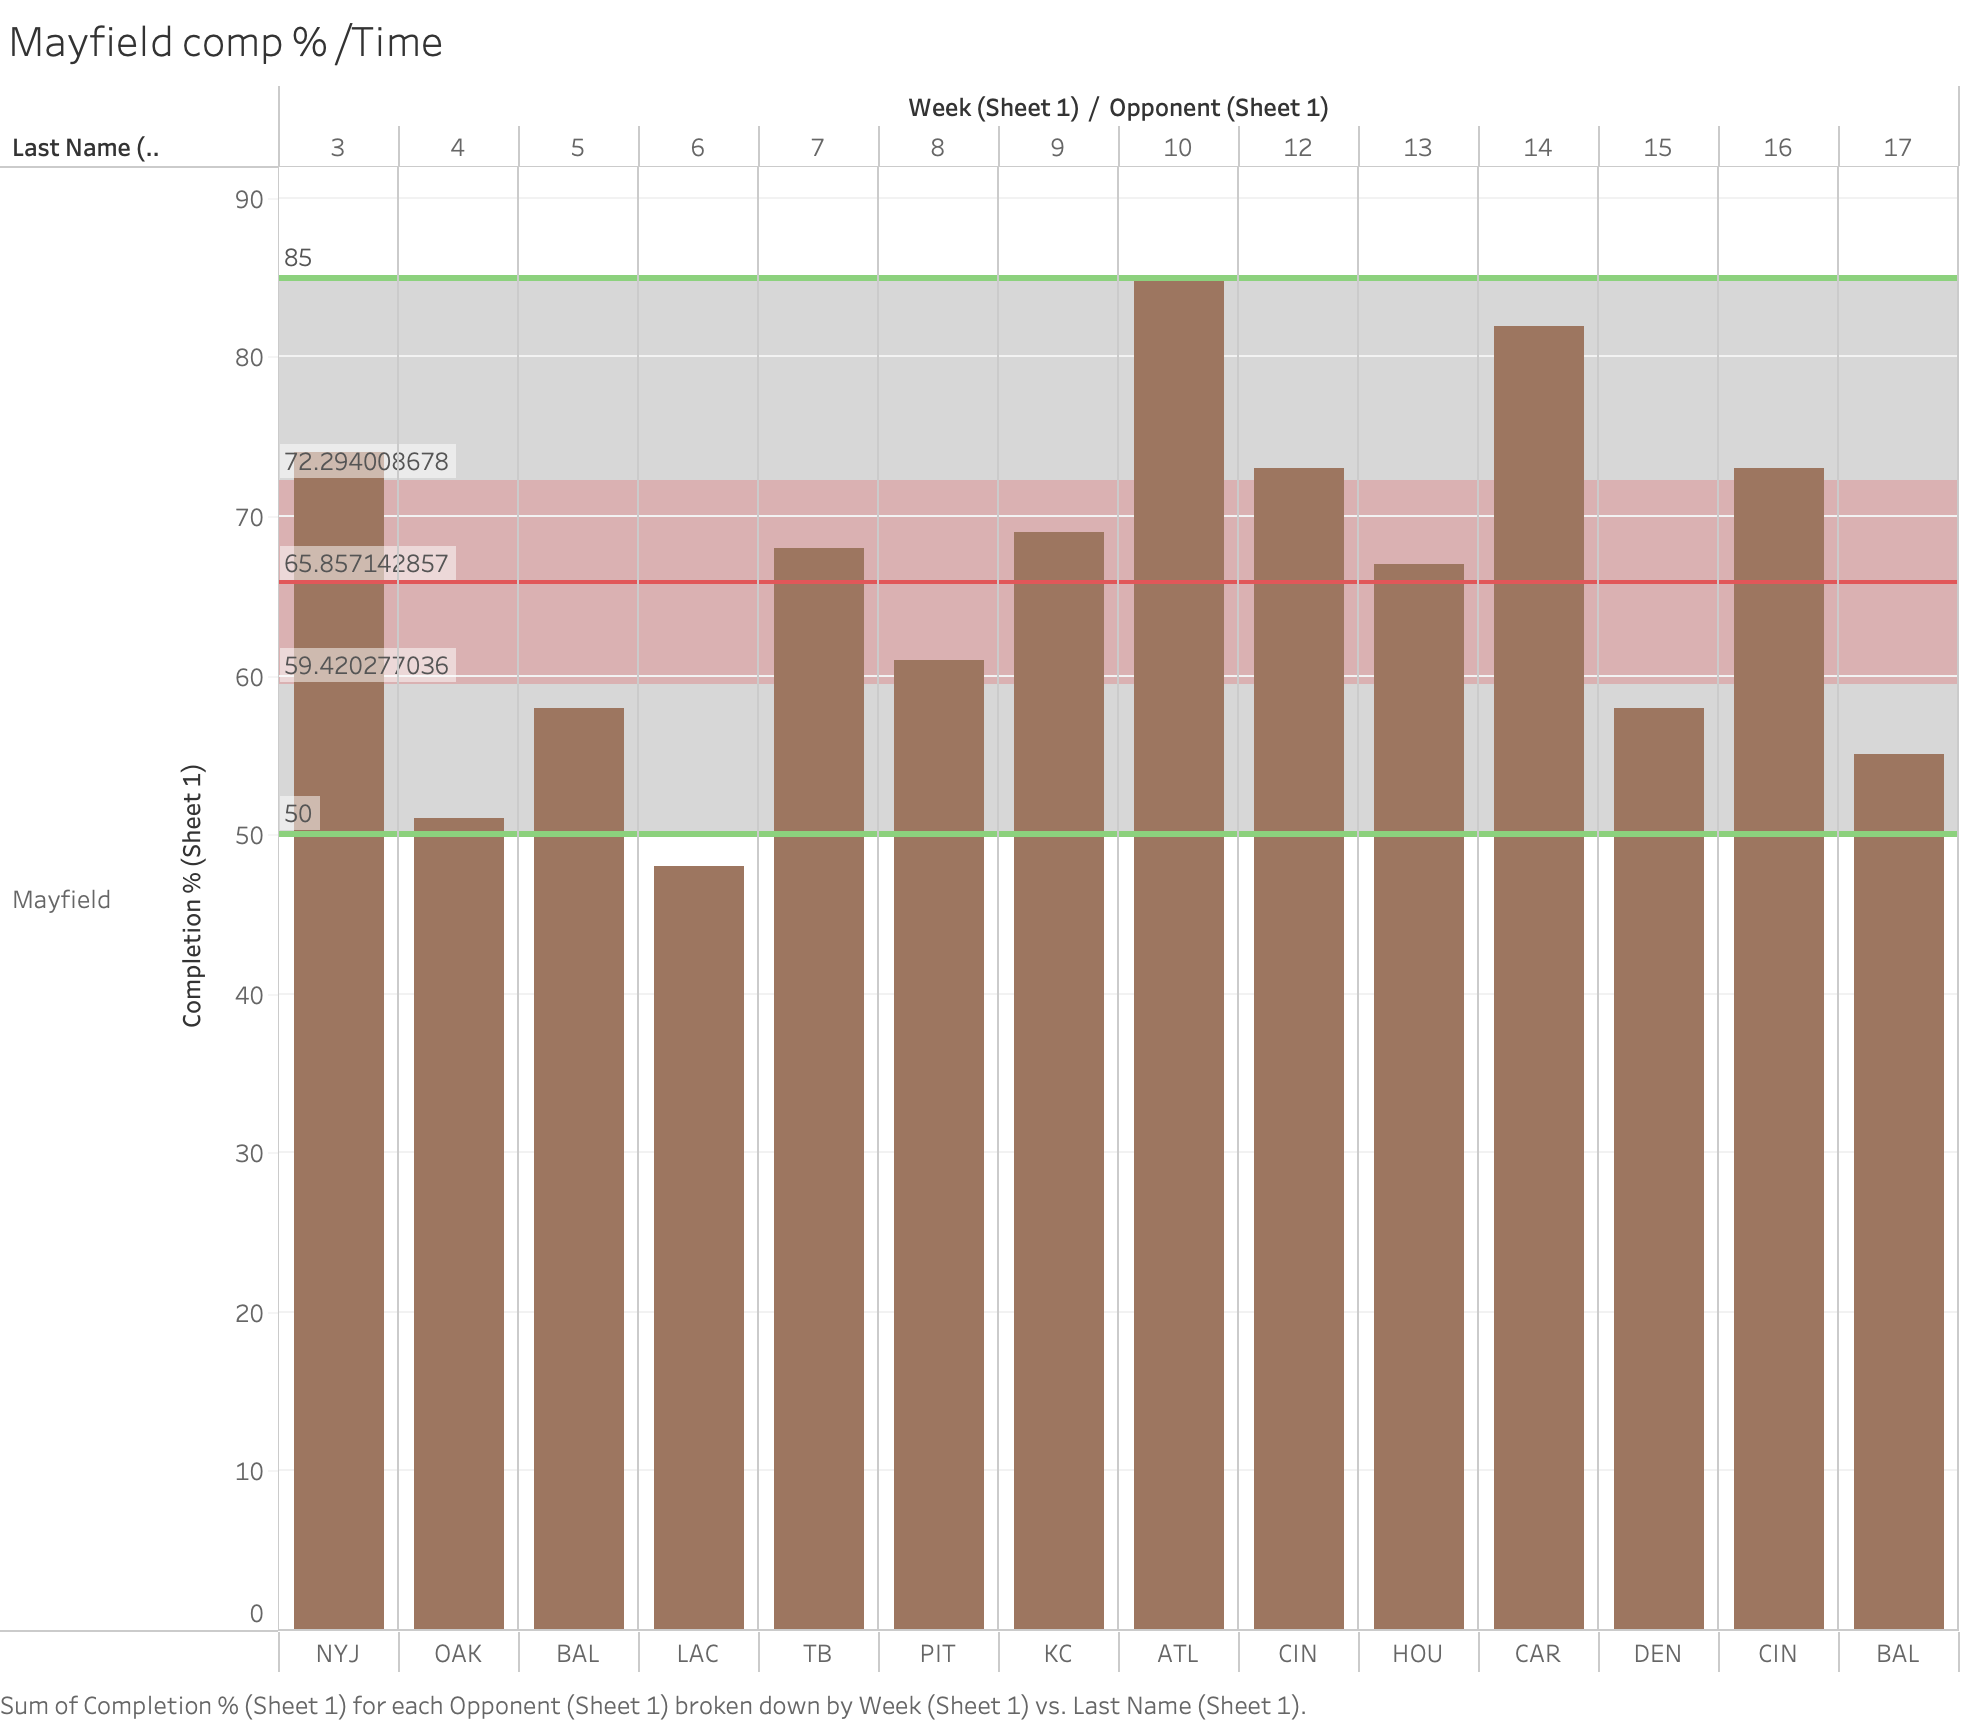 Mayfield comp % /Time
Week (Sheet 1) / Opponent (Sheet 1)
Last Name (..
3 4 5 6 7 8 9 10 12 13 14 15 16 17
90
85
80
72.294008678
70
65.857142857
59.420277036
60
50
50
Mayfield
Completion % (Sheet 1)
40
30
20
10
0
NYJ OAK BAL LAC TB PIT KC ATL CIN HOU CAR DEN CIN BAL
Sum of Completion % (Sheet 1) for each Opponent (Sheet 1) broken down by Week (Sheet 1) vs. Last Name (Sheet 1).